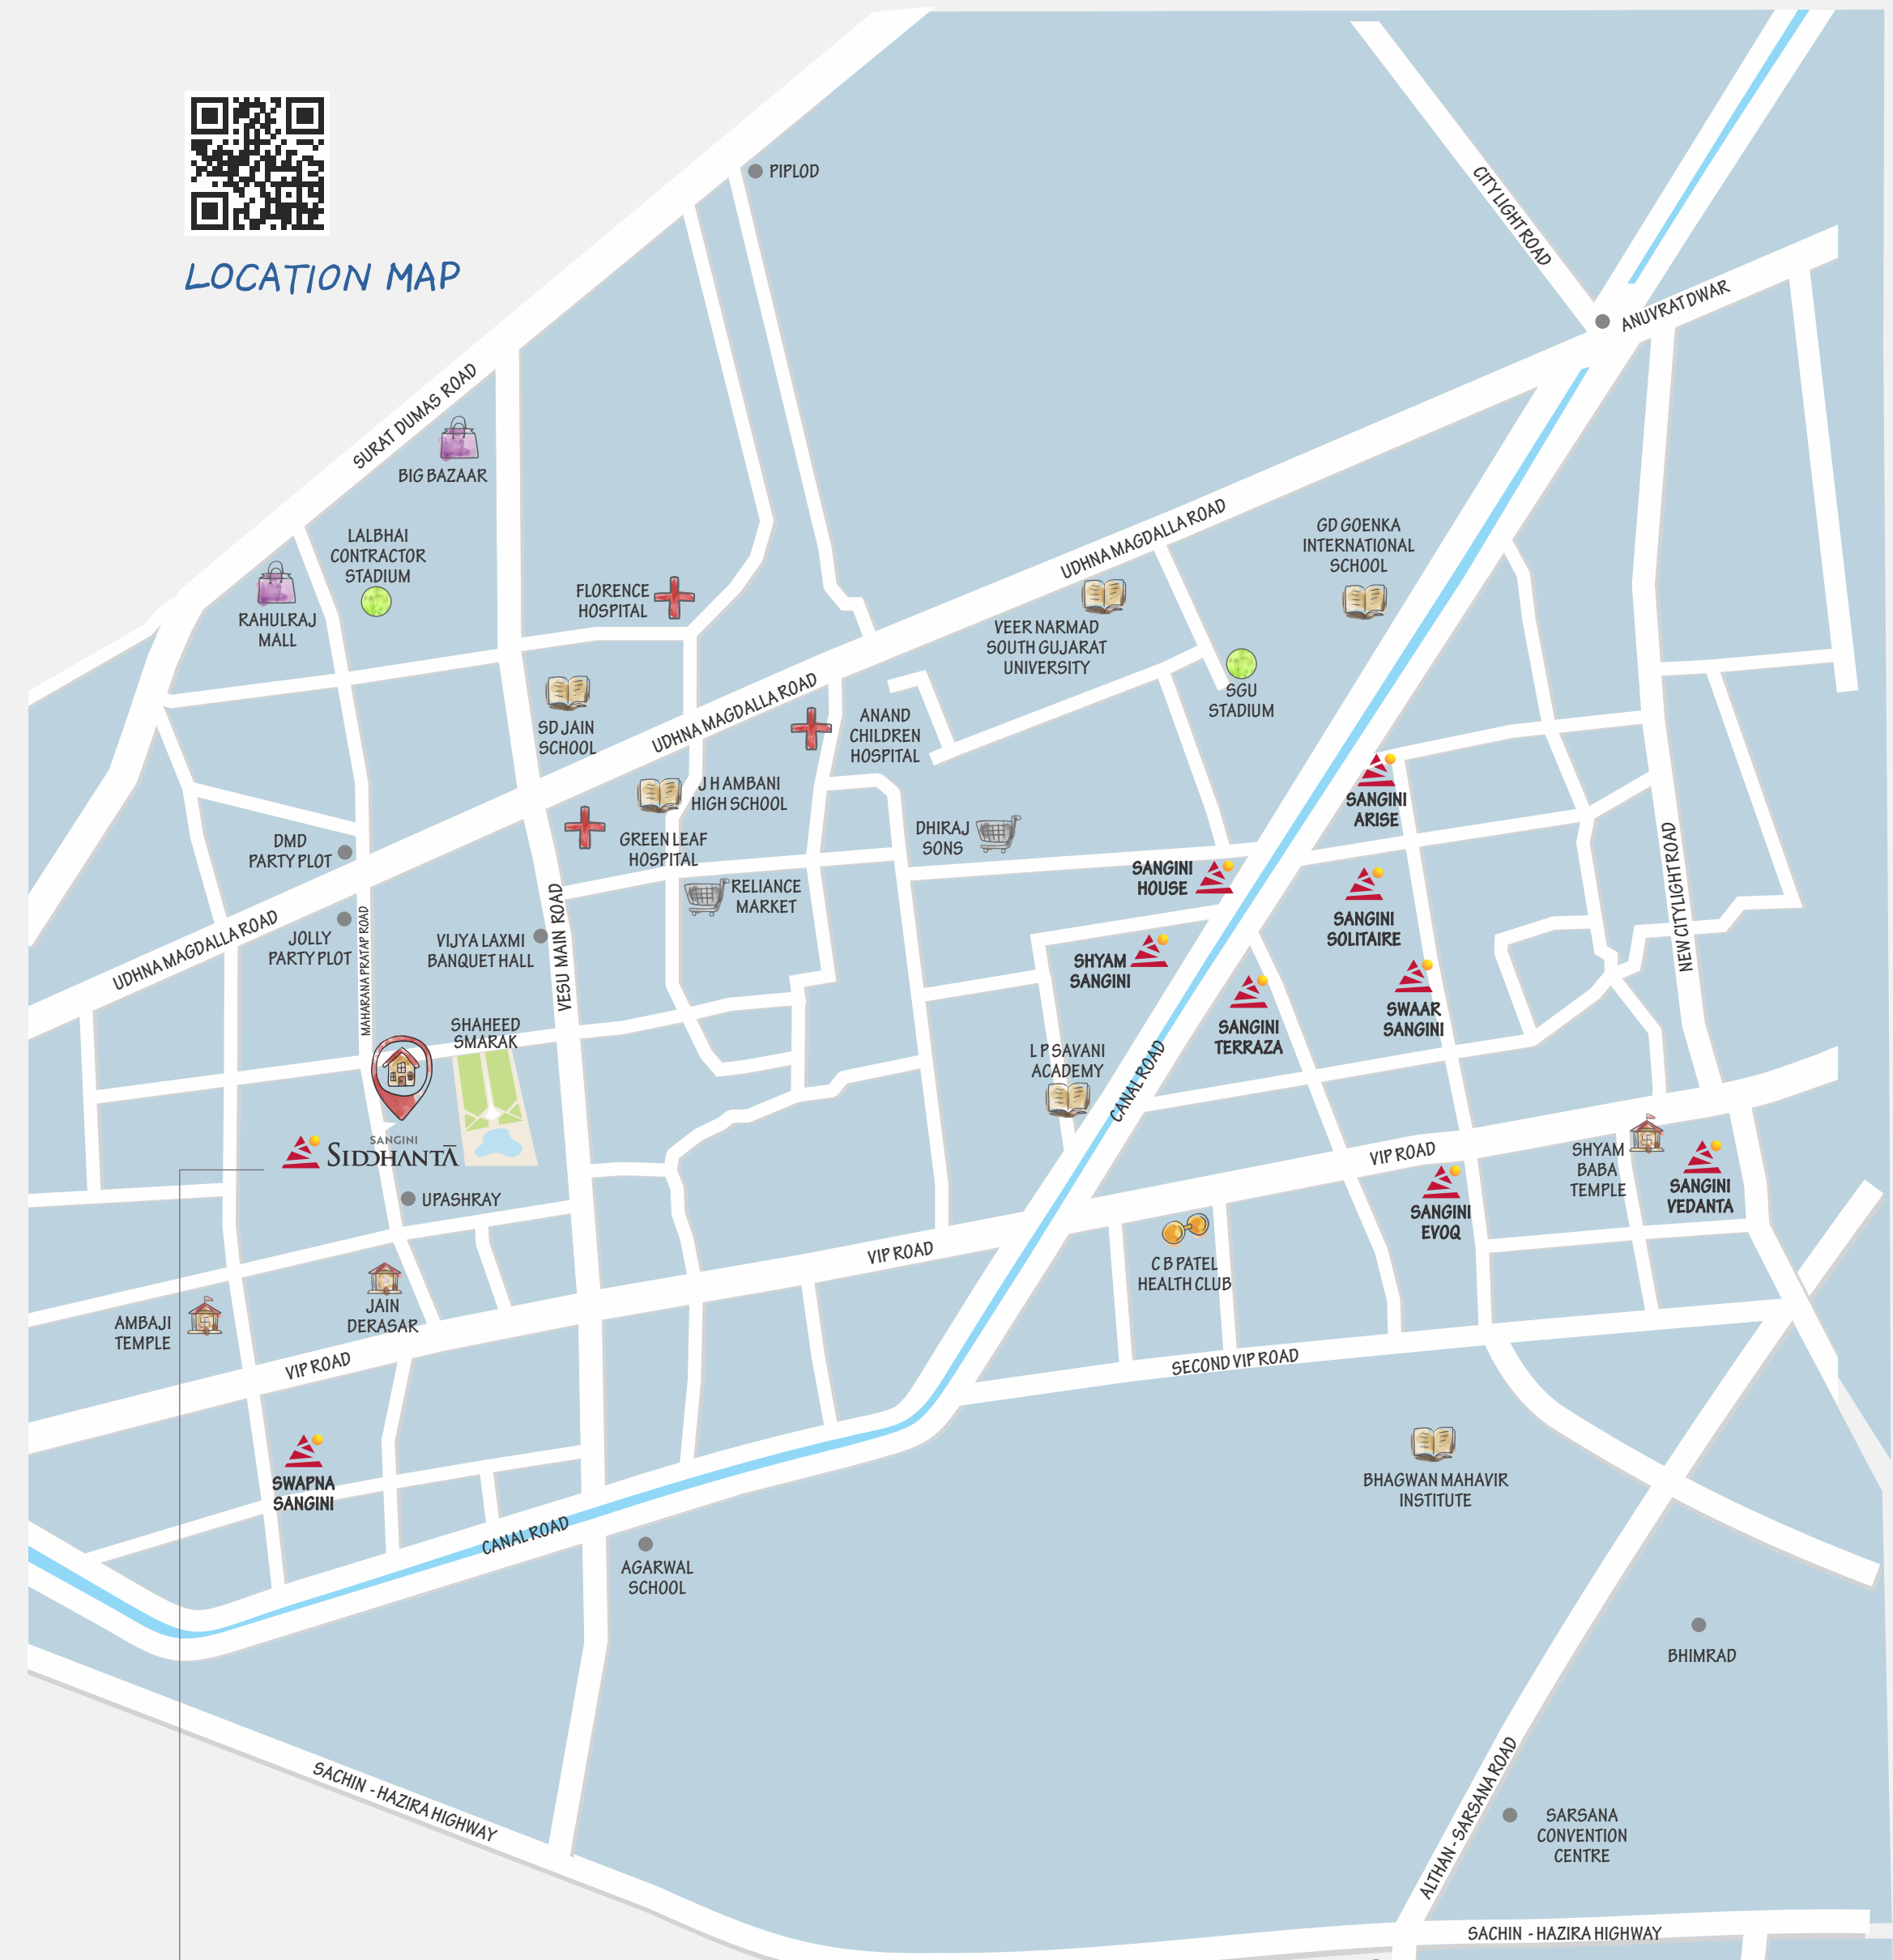 PIPLOD
CITYLIGHT ROAD
LOCATION MAP
ANUVRAT DWAR
SURAT DUMAS ROAD
BIG BAZAAR
LALBHAI
CONTRACTOR
STADIUM
RAHULRAJ
MALL
FLORENCE
HOSPITAL
UDHNA MAGDALLA ROAD
GD GOENKA
INTERNATIONAL
SCHOOL
VEER NARMAD
SOUTH GUJARAT
UNIVERSITY
SGU
STADIUM
SD JAIN
SCHOOL
UDHNA MAGDALLA ROAD
ANAND
CHILDREN
HOSPITAL
J H AMBANI
HIGH SCHOOL
GREEN LEAF
HOSPITAL
DHIRAJ
SONS
SANGINI
ARISE
DMD
PARTY PLOT
RELIANCE
MARKET
SANGINI
HOUSE
SANGINI
SOLITAIRE
NEW CITYLIGHT ROAD
UDHNA MAGDALLA ROAD
JOLLY
PARTY PLOT
MAHARANA PRATAP ROAD
VIJYA LAXMI
BANQUET HALL
VESU MAIN ROAD
SHYAM
SANGINI
SANGINI
TERRAZA
SWAAR
SANGINI
SHAHEED
SMARAK
L P SAVANI
ACADEMY
CANAL ROAD
SANGINI
SIDDHANTA
UPASHRAY
VIP ROAD
SHYAM
BABA
TEMPLE
SANGINI
VEDANTA
SANGINI
EVOQ
VIP ROAD
C B PATEL
HEALTH CLUB
AMBAJI
TEMPLE
JAIN
DERASAR
VIP ROAD
SECOND VIP ROAD
SWAPNA
SANGINI
BHAGWAN MAHAVIR
INSTITUTE
CANAL ROAD
AGARWAL
SCHOOL
BHIMRAD
SACHIN - HAZIRA HIGHWAY
ALTHAN - SARSANA ROAD
SARSANA
CONVENTION
CENTRE
SACHIN - HAZIRA HIGHWAY